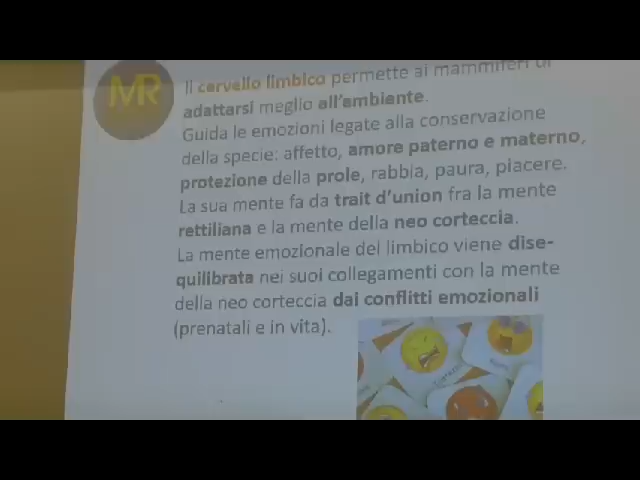 MR
Il cervello limbico permette ai mammiferi di
adattarsi meglio all'ambiente.
Guida le emozioni legate alla conservazione
della specie: affetto, amore paterno e materno,
protezione della prole, rabbia, paura, piacere.
La sua mente fa da trait d'union fra la mente
rettiliana e la mente della neo corteccia.
La mente emozionale del limbico viene dise-
quilibrata nei suoi collegamenti con la mente
della neo corteccia dai conflitti emozionali
(prenatali e in vita).